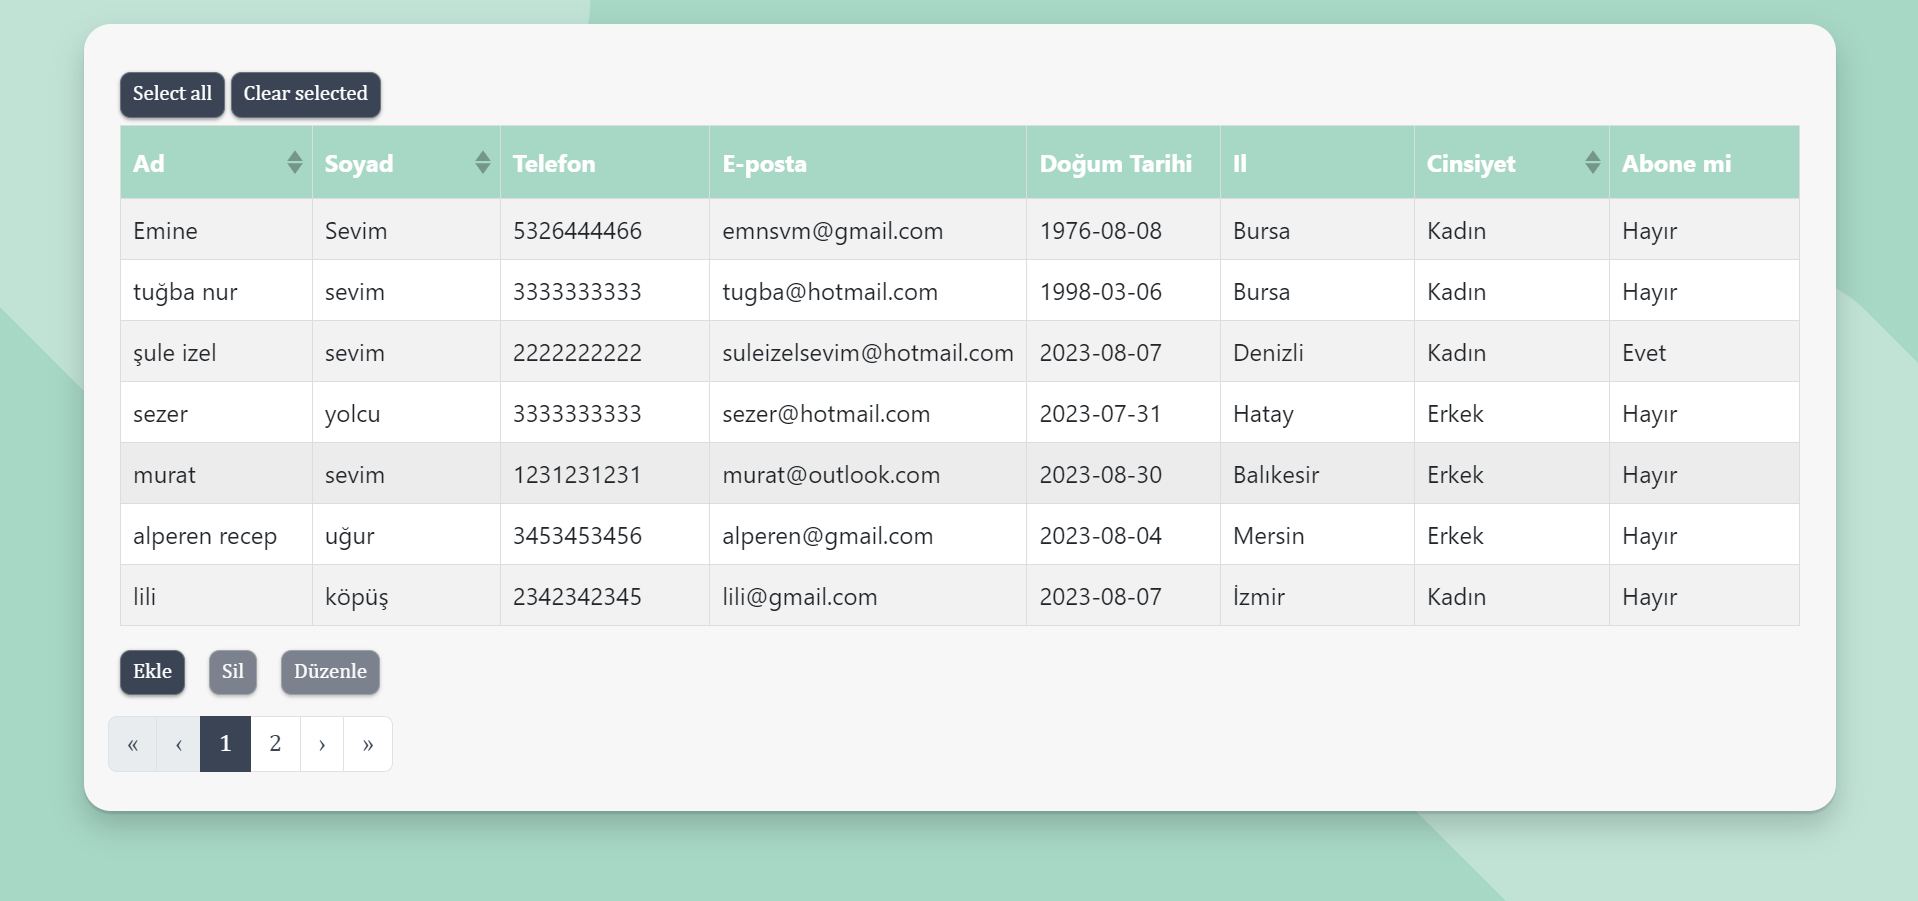 Select all Clear selected
Ad Soyad Telefon E-posta Doğum Tarihi Il Cinsiyet Abone mi
Emine Sevim 5326444466 emnsvm@gmail.com 1976-08-08 Bursa Kadın Hayır
tuğba nur sevim 3333333333 tugba@hotmail.com 1998-03-06 Bursa Kadın Hayır
şule izel sevim 2222222222 suleizelsevim@hotmail.com 2023-08-07 Denizli Kadın Evet
sezer yolcu 3333333333 sezer@hotmail.com 2023-07-31 Hatay Erkek Hayır
murat sevim 1231231231 murat@outlook.com 2023-08-30 Balıkesir Erkek Hayır
alperen recep uğur 3453453456 alperen@gmail.com 2023-08-04 Mersin Erkek Hayır
lili köpüş 2342342345 lili@gmail.com 2023-08-07 İzmir Kadın Hayır
Ekle Sil Düzenle
« ‹ 1 2 › »